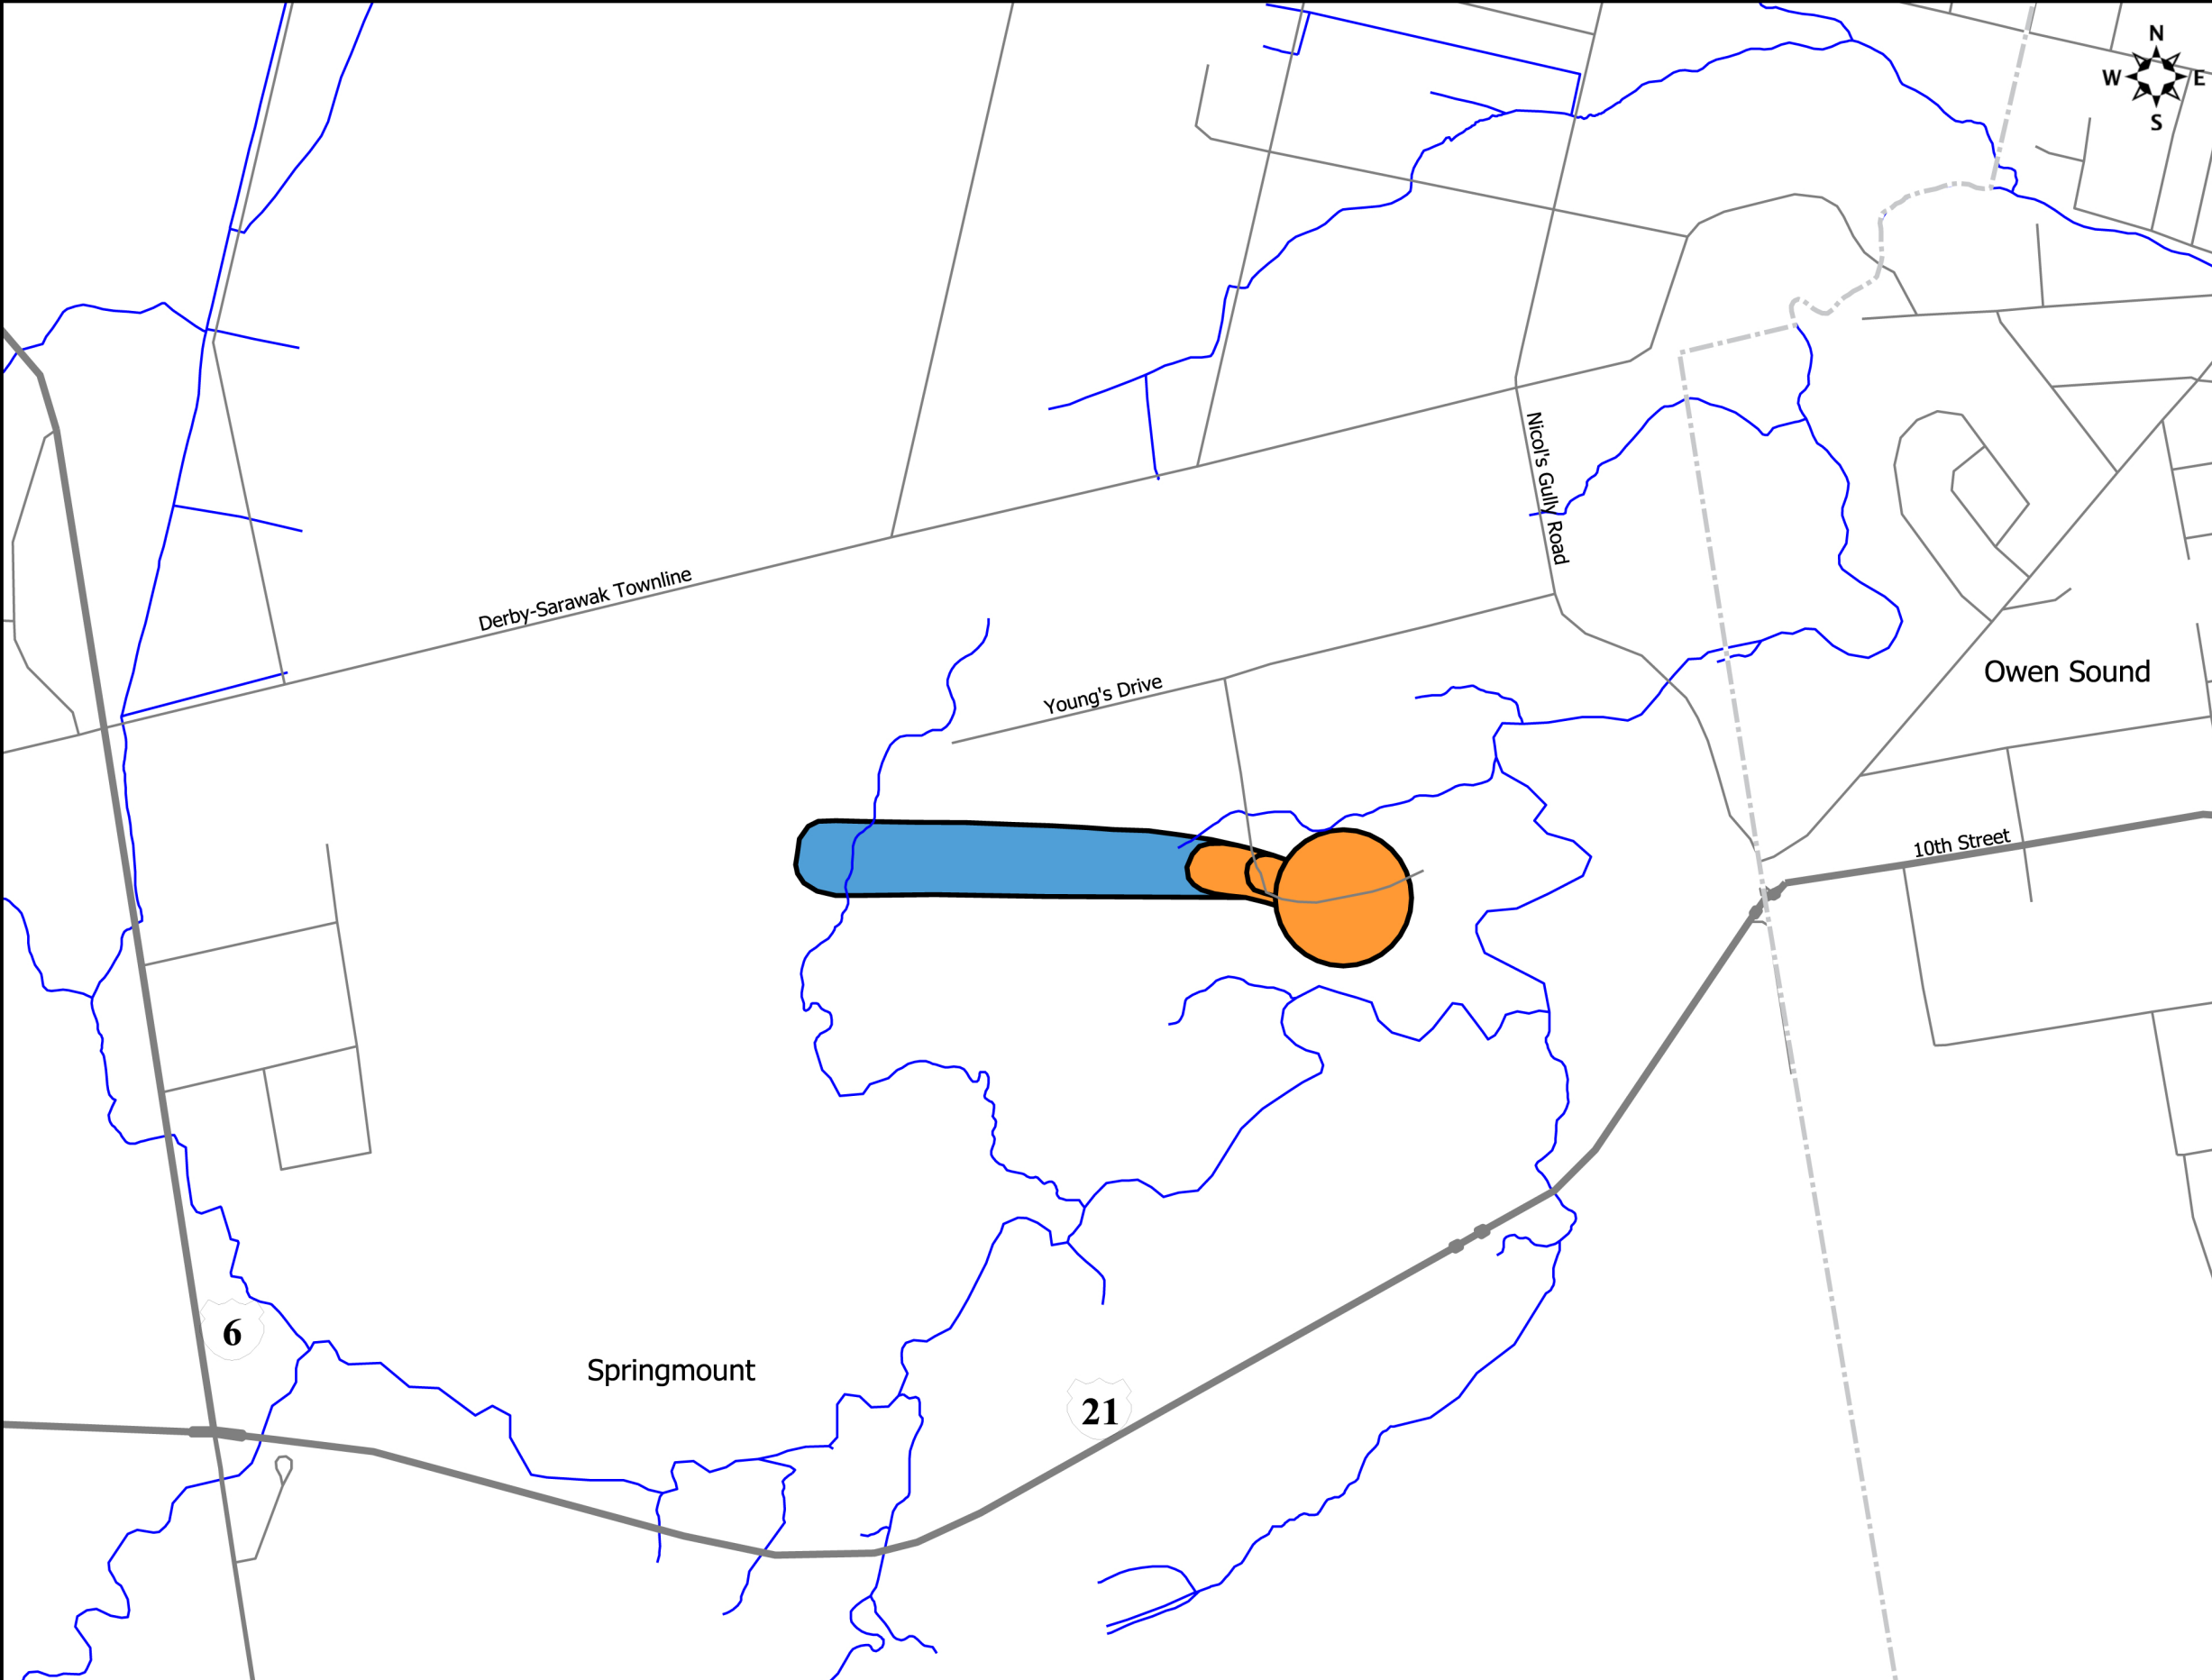 N
W E
S
Nicol's Gully Road
Derby-Sarawak Townline
Owen Sound
Young's Drive
10th Street
6
Springmount
21